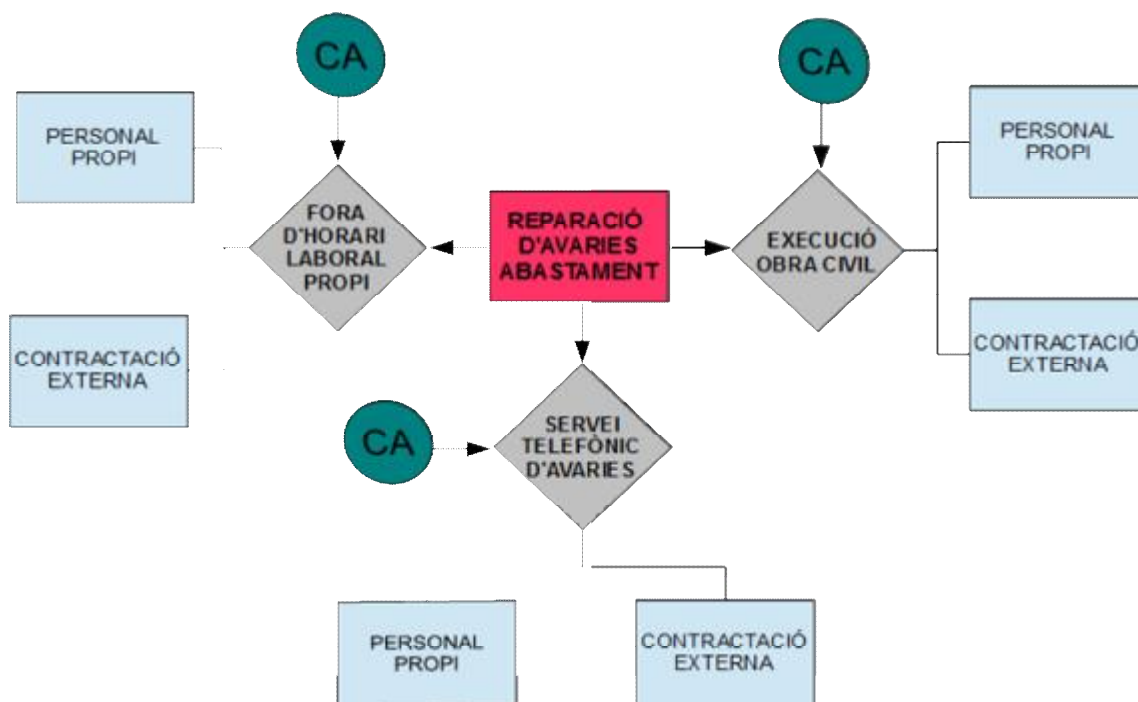 CA
CA
PERSONAL
PROPI
FORA
D'HORARI
LABORAL
PROPI
REPARACIÓ
D'AVARIES
ABASTAMENT
EXECUCIÓ
OBRA CIVIL
PERSONAL
PROPI
CONTRACTACIÓ
EXTERNA
CONTRACTACIÓ
EXTERNA
CA
SERVEI
TELEFÒNIC
D'AVARIES
PERSONAL
PROPI
CONTRACTACIÓ
EXTERNA